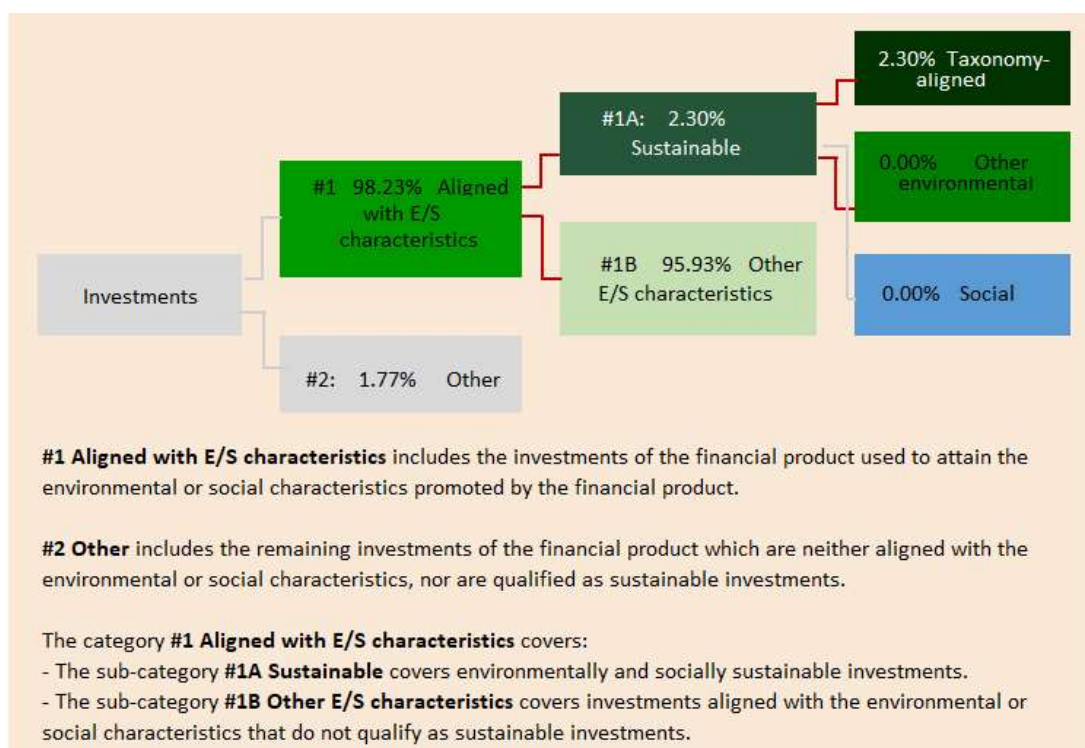 2.30% Taxonomy-
aligned
#1A: 2.30%
Sustainable
0.00% Other
environmental
#1 98.23% Aligned
with E/S
characteristics
#1B 95.93% Other
E/S characteristics
Investments
0.00% Social
#2: 1.77% Other
#1 Aligned with E/S characteristics includes the investments of the financial product used to attain the
environmental or social characteristics promoted by the financial product.
#2 Other includes the remaining investments of the financial product which are neither aligned with the
environmental or social characteristics, nor are qualified as sustainable investments.
The category #1 Aligned with E/S characteristics covers:
- The sub-category #1A Sustainable covers environmentally and socially sustainable investments.
- The sub-category #1B Other E/S characteristics covers investments aligned with the environmental or
social characteristics that do not qualify as sustainable investments.